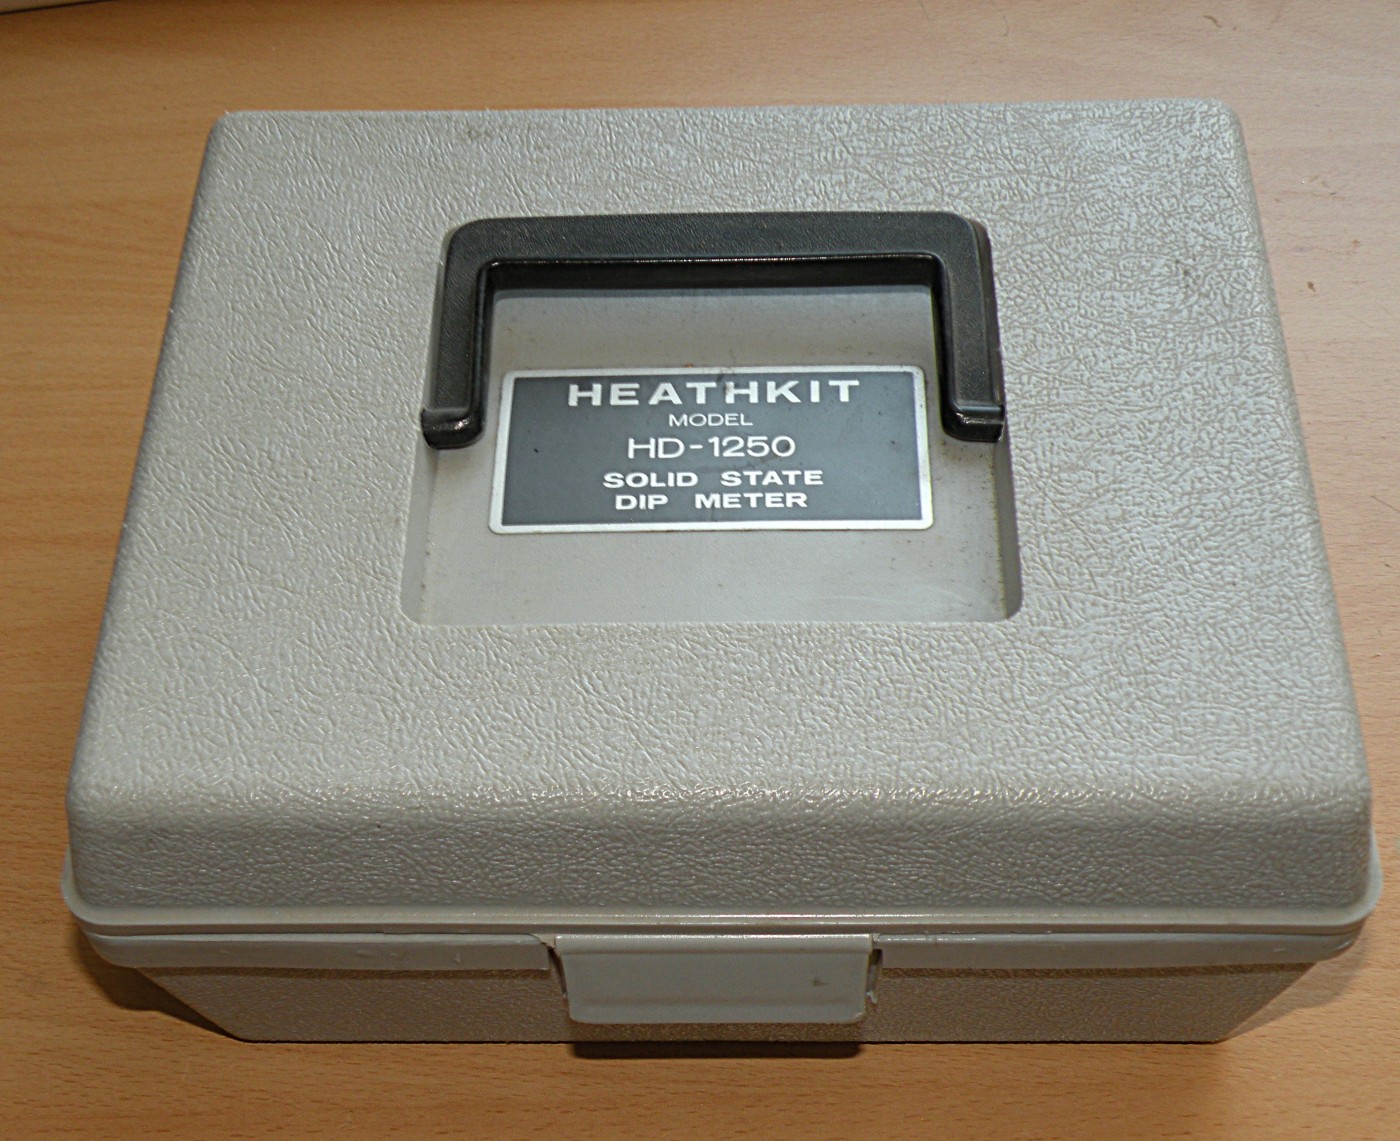 HEATHKIT
MODEL
HD-1250
SOLID STATE
DIP METER